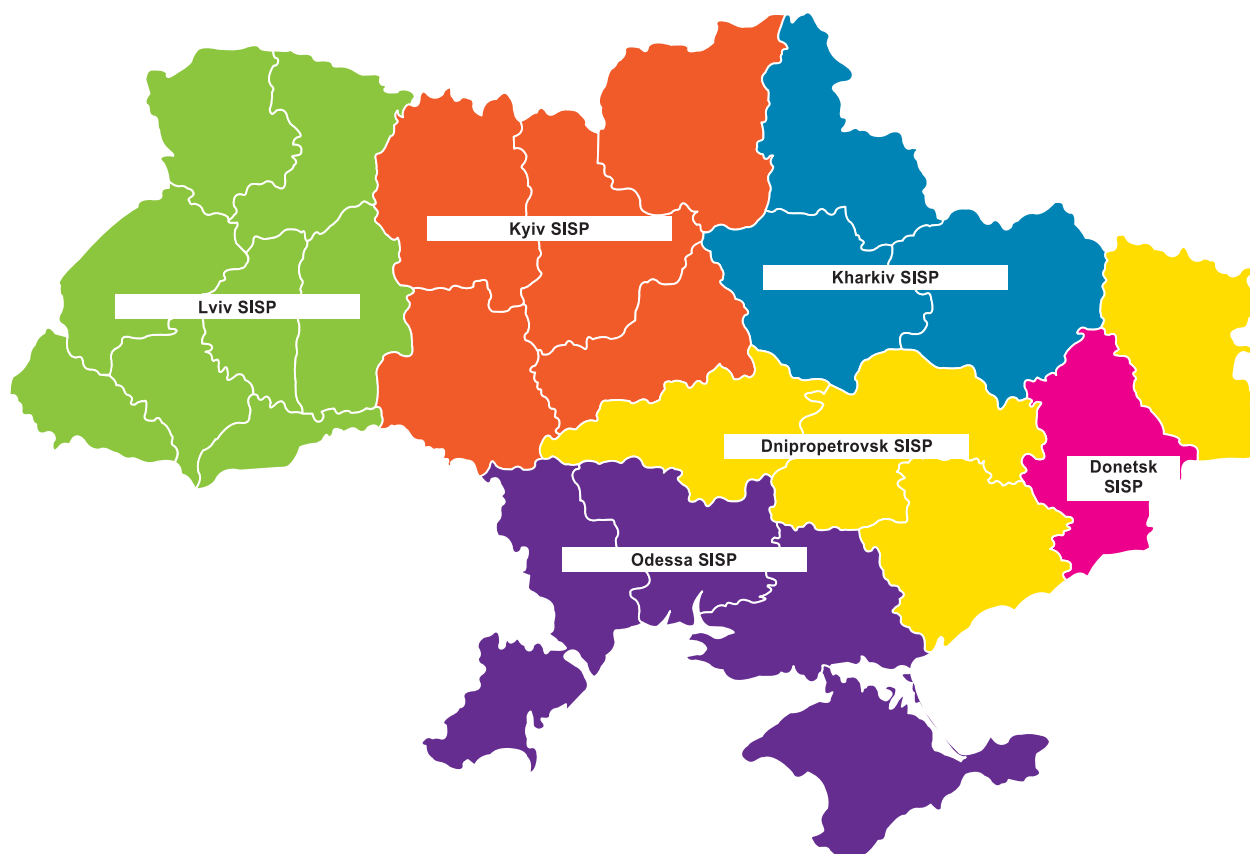 Kyiv SISP
Kharkiv SISP
Lviv SISP
Dnipropetrovsk SISP
Donetsk
SISP
Odessa SISP